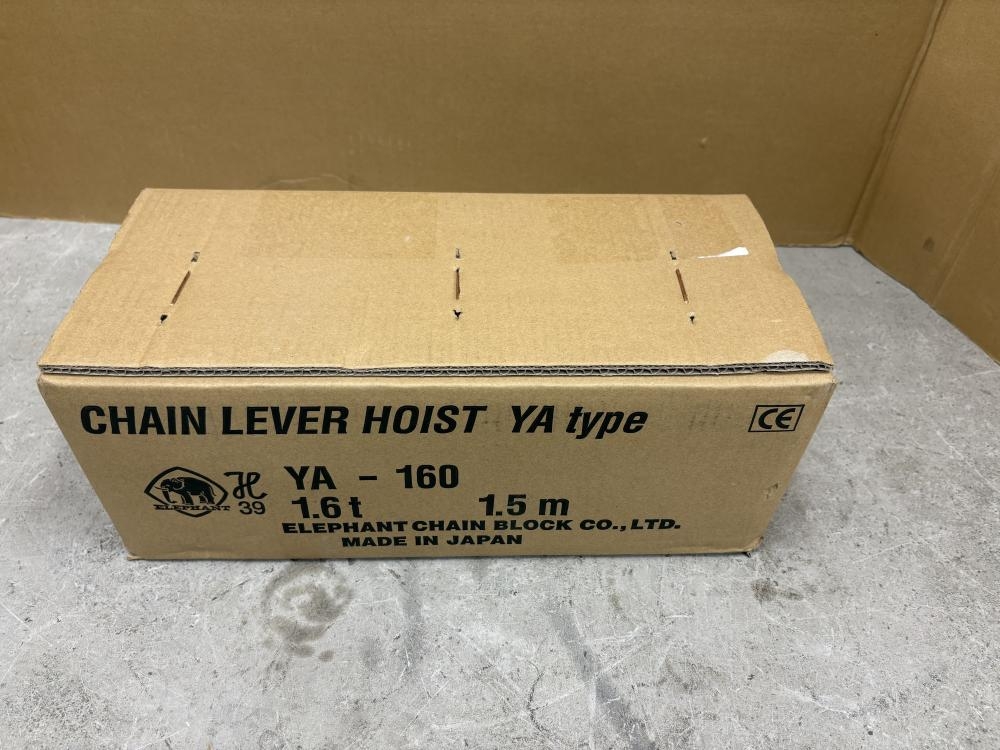 CHAIN LEVER HOIST YA type
CE
ELEPHANT
H
39
YA - 160
1.6 t 1.5 m
ELEPHANT CHAIN BLOCK CO., LTD.
MADE IN JAPAN